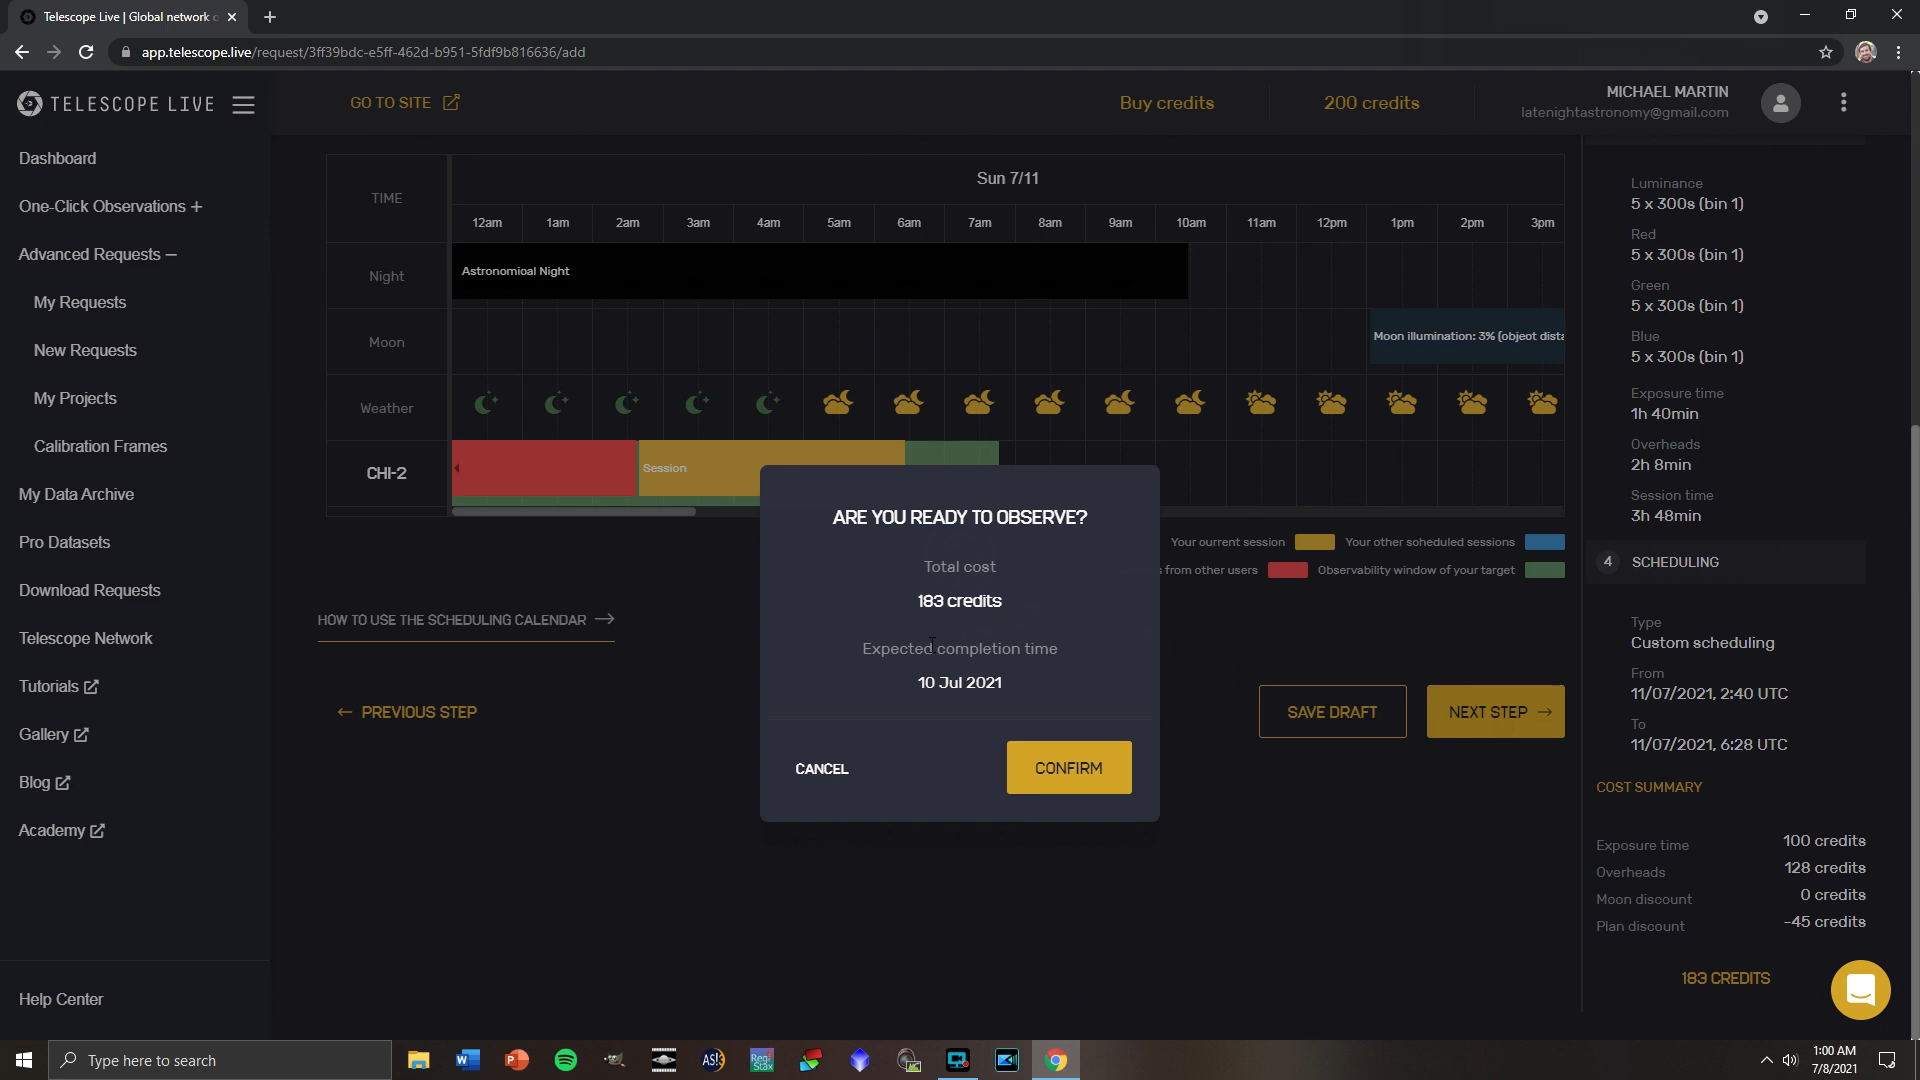 Telescope Live | Global network o
app.telescope.live/request/3ff39bdc-e5ff-462d-b951-5fdf9b816636/add
TELESCOPE LIVE
GO TO SITE
Buy credits
200 credits
MICHAEL MARTIN
latenightastronomy@gmail.com
Dashboard
One-Click Observations +
Advanced Requests –
My Requests
New Requests
My Projects
Calibration Frames
My Data Archive
Pro Datasets
Download Requests
Telescope Network
Tutorials
Gallery
Blog
Academy
Help Center
TIME
Sun 7/11
12am 1am 2am 3am 4am 5am 6am 7am 8am 9am 10am 11am 12pm 1pm 2pm 3pm
Night
Astronomical Night
Moon
Moon illumination: 3% (object dista
Weather
CHI-2
Session
Your current session
Your other scheduled sessions
s from other users
Observability window of your target
HOW TO USE THE SCHEDULING CALENDAR
PREVIOUS STEP
SAVE DRAFT
NEXT STEP
ARE YOU READY TO OBSERVE?
Total cost
183 credits
Expected completion time
10 Jul 2021
CANCEL
CONFIRM
Luminance
5 x 300s (bin 1)
Red
5 x 300s (bin 1)
Green
5 x 300s (bin 1)
Blue
5 x 300s (bin 1)
Exposure time
1h 40min
Overheads
2h 8min
Session time
3h 48min
4 SCHEDULING
Type
Custom scheduling
From
11/07/2021, 2:40 UTC
To
11/07/2021, 6:28 UTC
COST SUMMARY
Exposure time 100 credits
Overheads 128 credits
Moon discount 0 credits
Plan discount -45 credits
183 CREDITS
Type here to search
AS!3
Regi
Stax
1:00 AM
7/8/2021